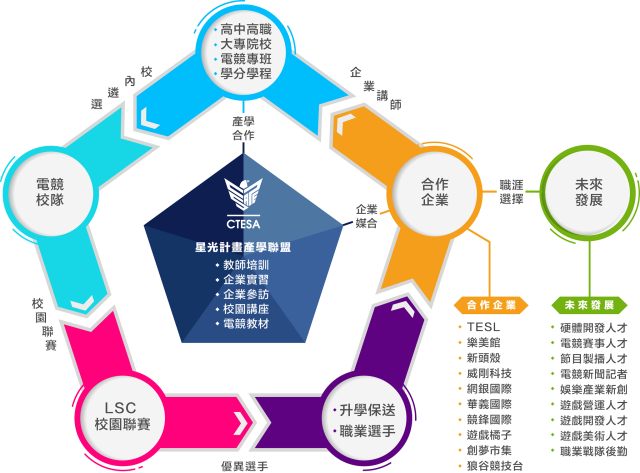 ・高中高職
・大專院校
・電競專班
・學分學程
校內遴選
企業講師
產學
合作
電競
校隊
合作
企業
職涯
選擇
未來
發展
CTESA
企業
媒合
星光計畫產學聯盟
◆教師培訓
◆企業實習
◆企業參訪
◆校園講座
◆電競教材
校園聯賽
合作企業
・TESL
・樂美館
・新頭殼
・威剛科技
・網銀國際
・華義國際
・競鋒國際
・遊戲橘子
・創夢市集
・狼谷競技台
未來發展
・硬體開發人才
・電競賽事人才
・節目製播人才
・電競新聞記者
・娛樂產業新創
・遊戲營運人才
・遊戲開發人才
・遊戲美術人才
・職業戰隊後勤
LSC
校園聯賽
・升學保送
・職業選手
優異選手